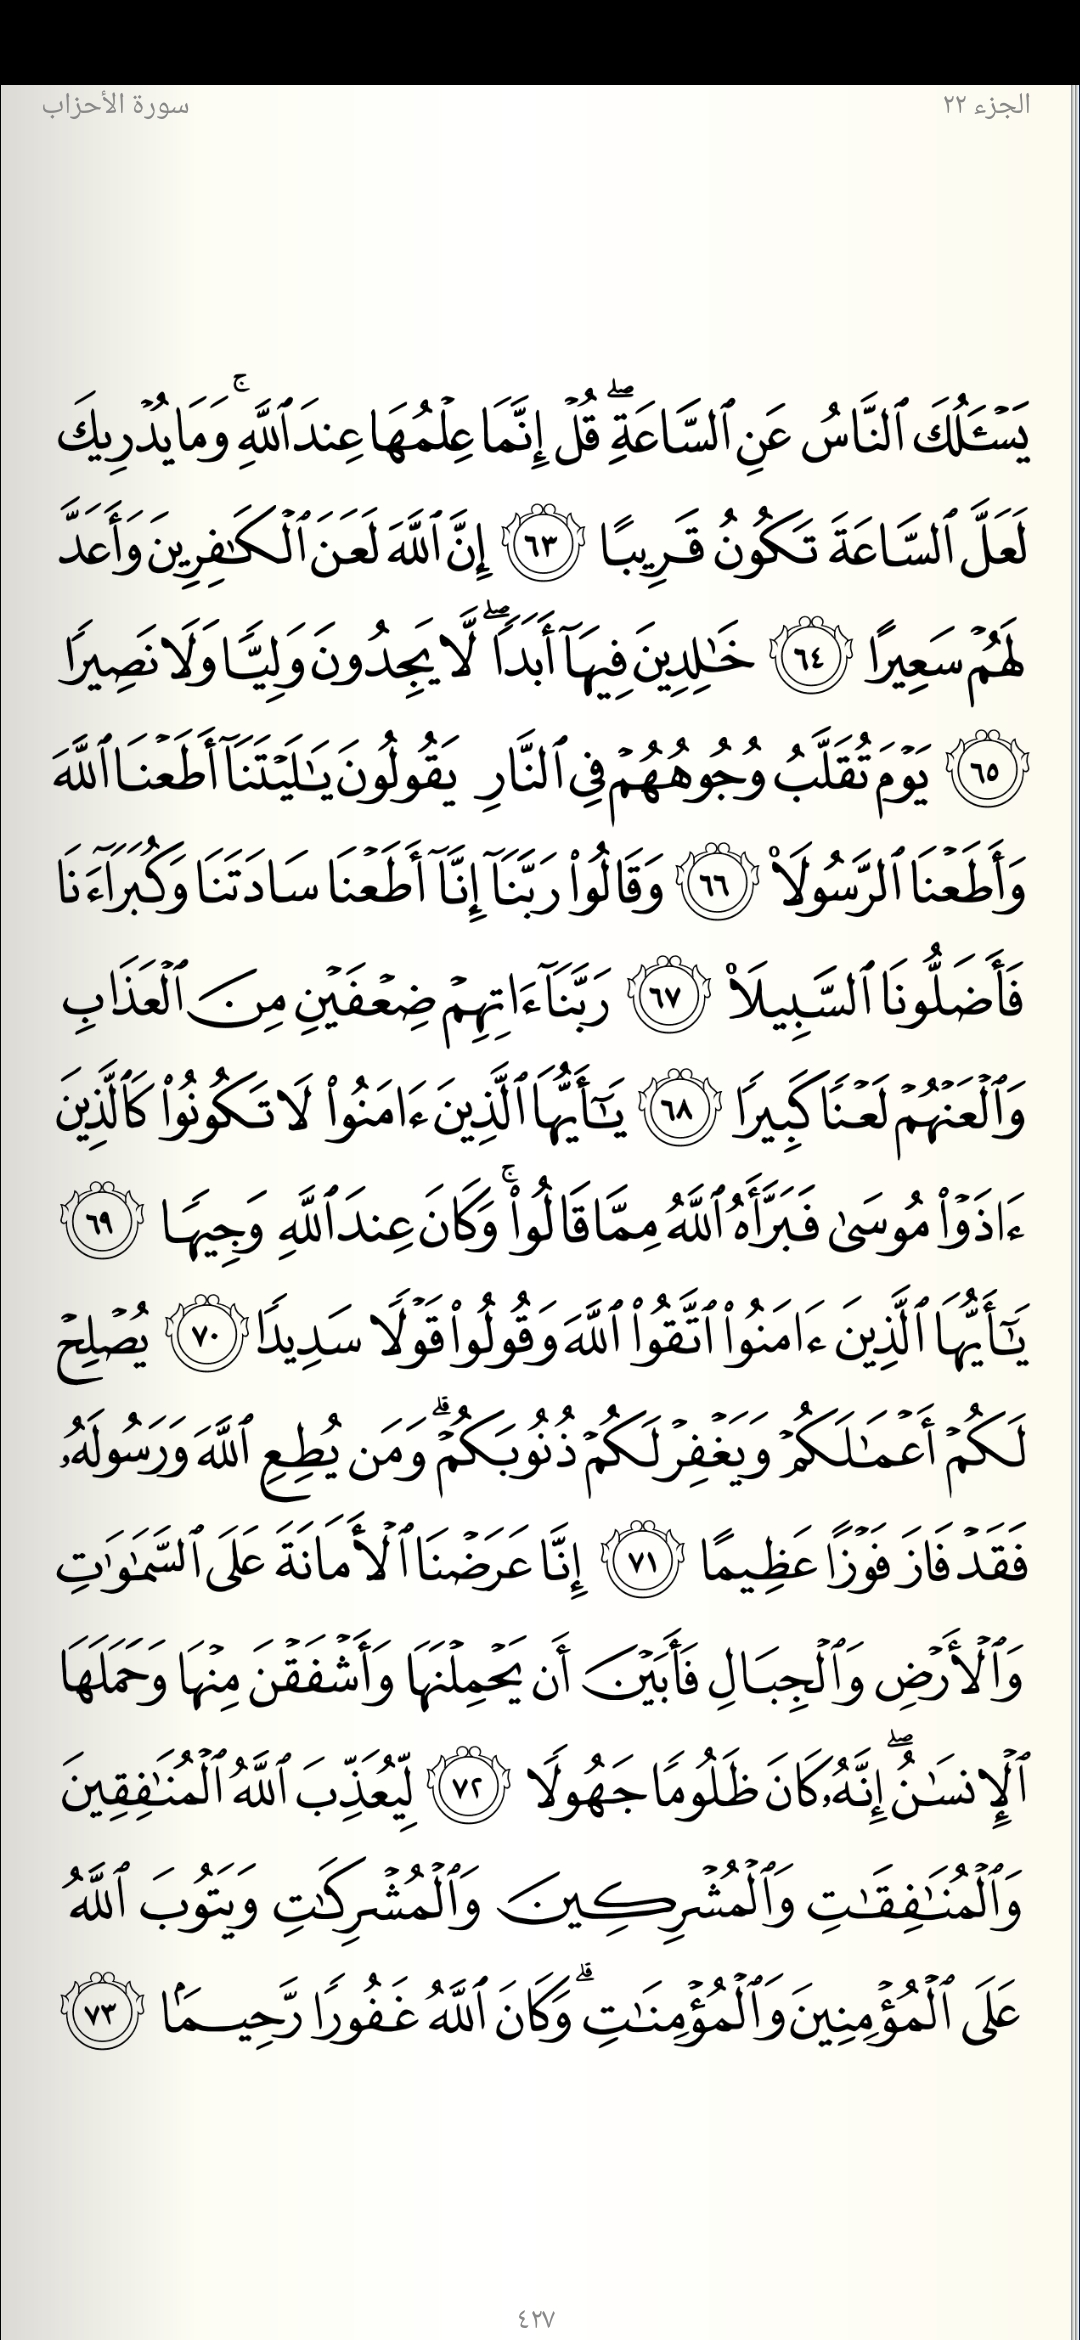 الجزء ٢٢
سورة الأحزاب
يَسْـَٔلُكَ ٱلنَّاسُ عَنِ ٱلسَّاعَةِۖ قُلْ إِنَّمَا عِلْمُهَا عِندَ ٱللَّهِۚ وَمَا يُدْرِيكَ
لَعَلَّ ٱلسَّاعَةَ تَكُونُ قَرِيبًا ٦٣ إِنَّ ٱللَّهَ لَعَنَ ٱلْكَـٰفِرِينَ وَأَعَدَّ
لَهُمْ سَعِيرًا ٦٤ خَـٰلِدِينَ فِيهَآ أَبَدًاۖ لَّا يَجِدُونَ وَلِيًّا وَلَا نَصِيرًا
٦٥ يَوْمَ تُقَلَّبُ وُجُوهُهُمْ فِى ٱلنَّارِ يَقُولُونَ يَـٰلَيْتَنَآ أَطَعْنَا ٱللَّهَ
وَأَطَعْنَا ٱلرَّسُولَا۠ ٦٦ وَقَالُوا۟ رَبَّنَآ إِنَّآ أَطَعْنَا سَادَتَنَا وَكُبَرَآءَنَا
فَأَضَلُّونَا ٱلسَّبِيلَا۠ ٦٧ رَبَّنَآ ءَاتِهِمْ ضِعْفَيْنِ مِنَ ٱلْعَذَابِ
وَٱلْعَنْهُمْ لَعْنًا كَبِيرًا ٦٨ يَـٰٓأَيُّهَا ٱلَّذِينَ ءَامَنُوا۟ لَا تَكُونُوا۟ كَٱلَّذِينَ
ءَاذَوْا۟ مُوسَىٰ فَبَرَّأَهُ ٱللَّهُ مِمَّا قَالُوا۟ۚ وَكَانَ عِندَ ٱللَّهِ وَجِيهًا ٦٩
يَـٰٓأَيُّهَا ٱلَّذِينَ ءَامَنُوا۟ ٱتَّقُوا۟ ٱللَّهَ وَقُولُوا۟ قَوْلًا سَدِيدًا ٧٠ يُصْلِحْ
لَكُمْ أَعْمَـٰلَكُمْ وَيَغْفِرْ لَكُمْ ذُنُوبَكُمْۗ وَمَن يُطِعِ ٱللَّهَ وَرَسُولَهُۥ
فَقَدْ فَازَ فَوْزًا عَظِيمًا ٧١ إِنَّا عَرَضْنَا ٱلْأَمَانَةَ عَلَى ٱلسَّمَـٰوَٰتِ
وَٱلْأَرْضِ وَٱلْجِبَالِ فَأَبَيْنَ أَن يَحْمِلْنَهَا وَأَشْفَقْنَ مِنْهَا وَحَمَلَهَا
ٱلْإِنسَـٰنُۖ إِنَّهُۥ كَانَ ظَلُومًا جَهُولًا ٧٢ لِّيُعَذِّبَ ٱللَّهُ ٱلْمُنَـٰفِقِينَ
وَٱلْمُنَـٰفِقَـٰتِ وَٱلْمُشْرِكِينَ وَٱلْمُشْرِكَـٰتِ وَيَتُوبَ ٱللَّهُ
عَلَى ٱلْمُؤْمِنِينَ وَٱلْمُؤْمِنَـٰتِۗ وَكَانَ ٱللَّهُ غَفُورًا رَّحِيمًۢا ٧٣
٤٢٧